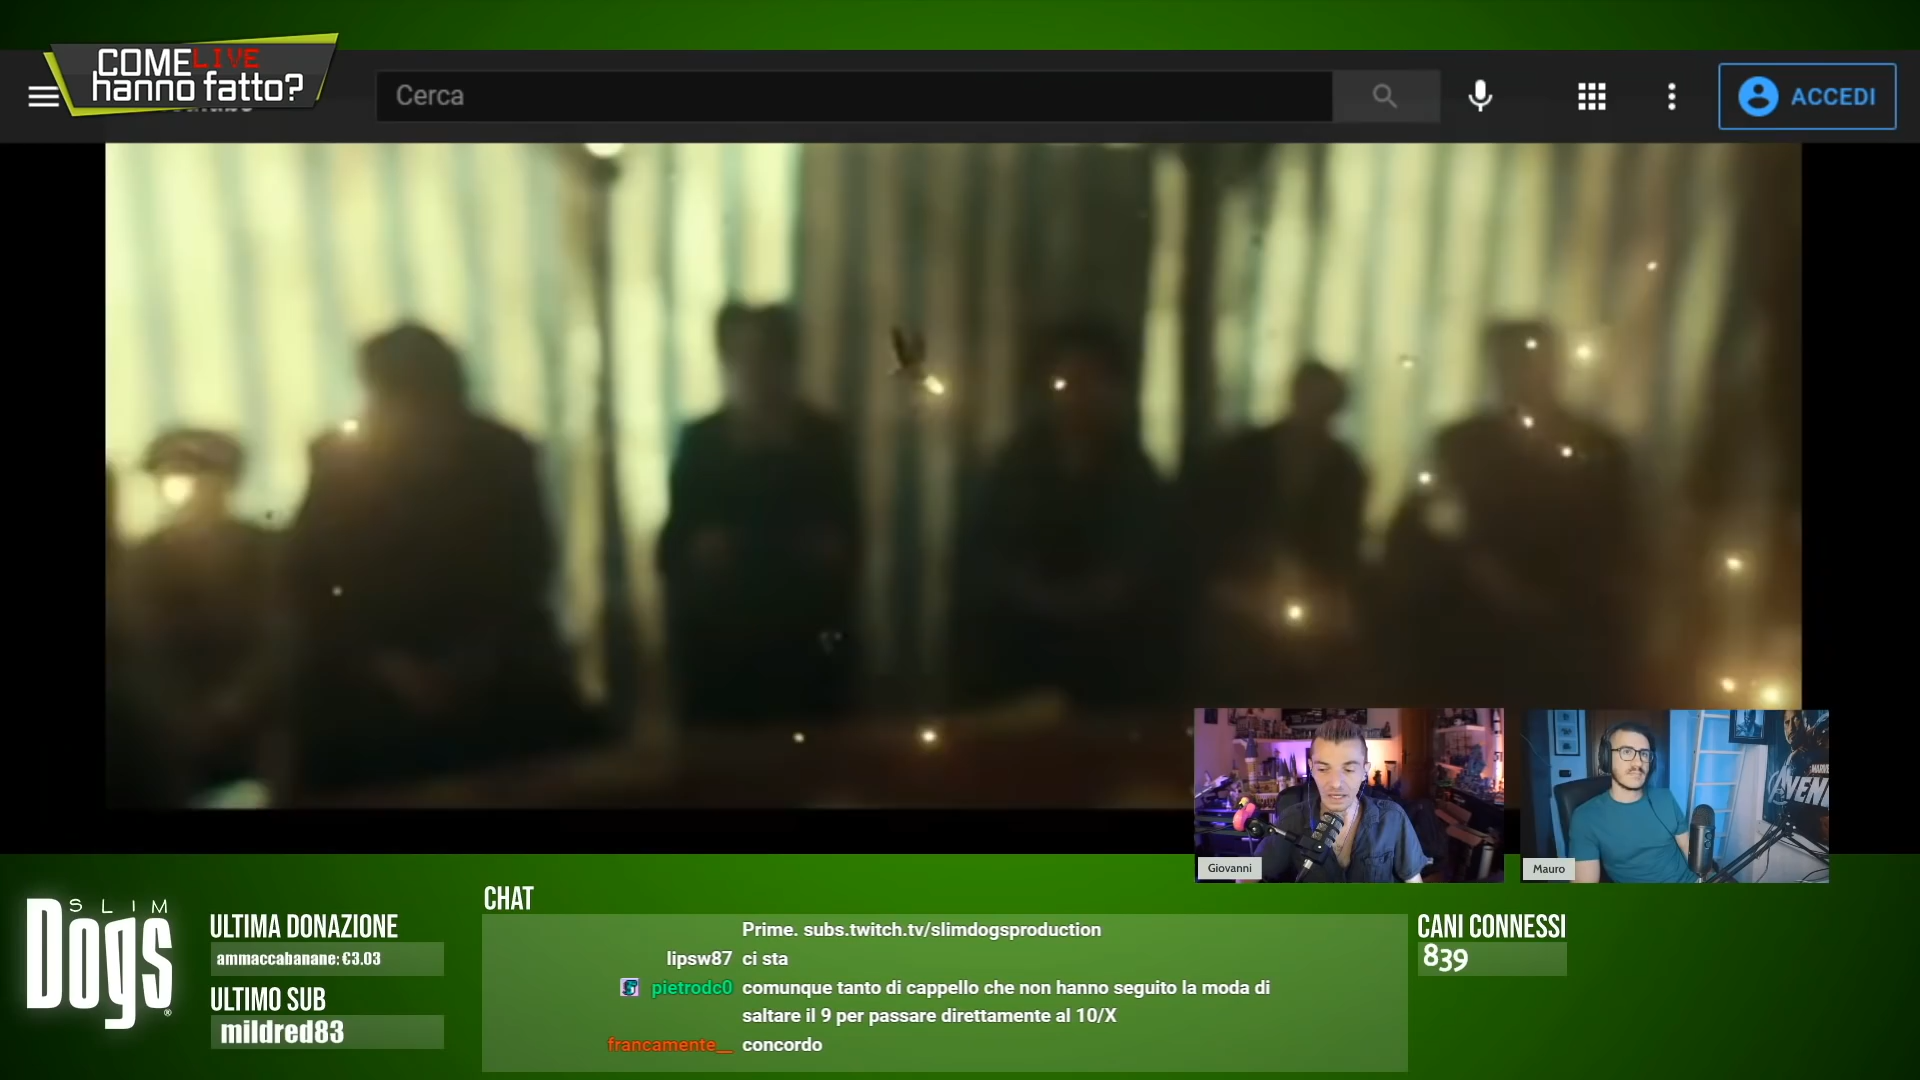 COME LIVE
hanno fatto?
Cerca
ACCEDI
Giovanni
Mauro
MARVEL
AVEN
SLIM
Dogs
®
ULTIMA DONAZIONE
ammaccabanane: €3.03
ULTIMO SUB
mildred83
CHAT
Prime. subs.twitch.tv/slimdogsproduction
lipsw87 ci sta
pietrodc0 comunque tanto di cappello che non hanno seguito la moda di
saltare il 9 per passare direttamente al 10/X
francamente__ concordo
CANI CONNESSI
839